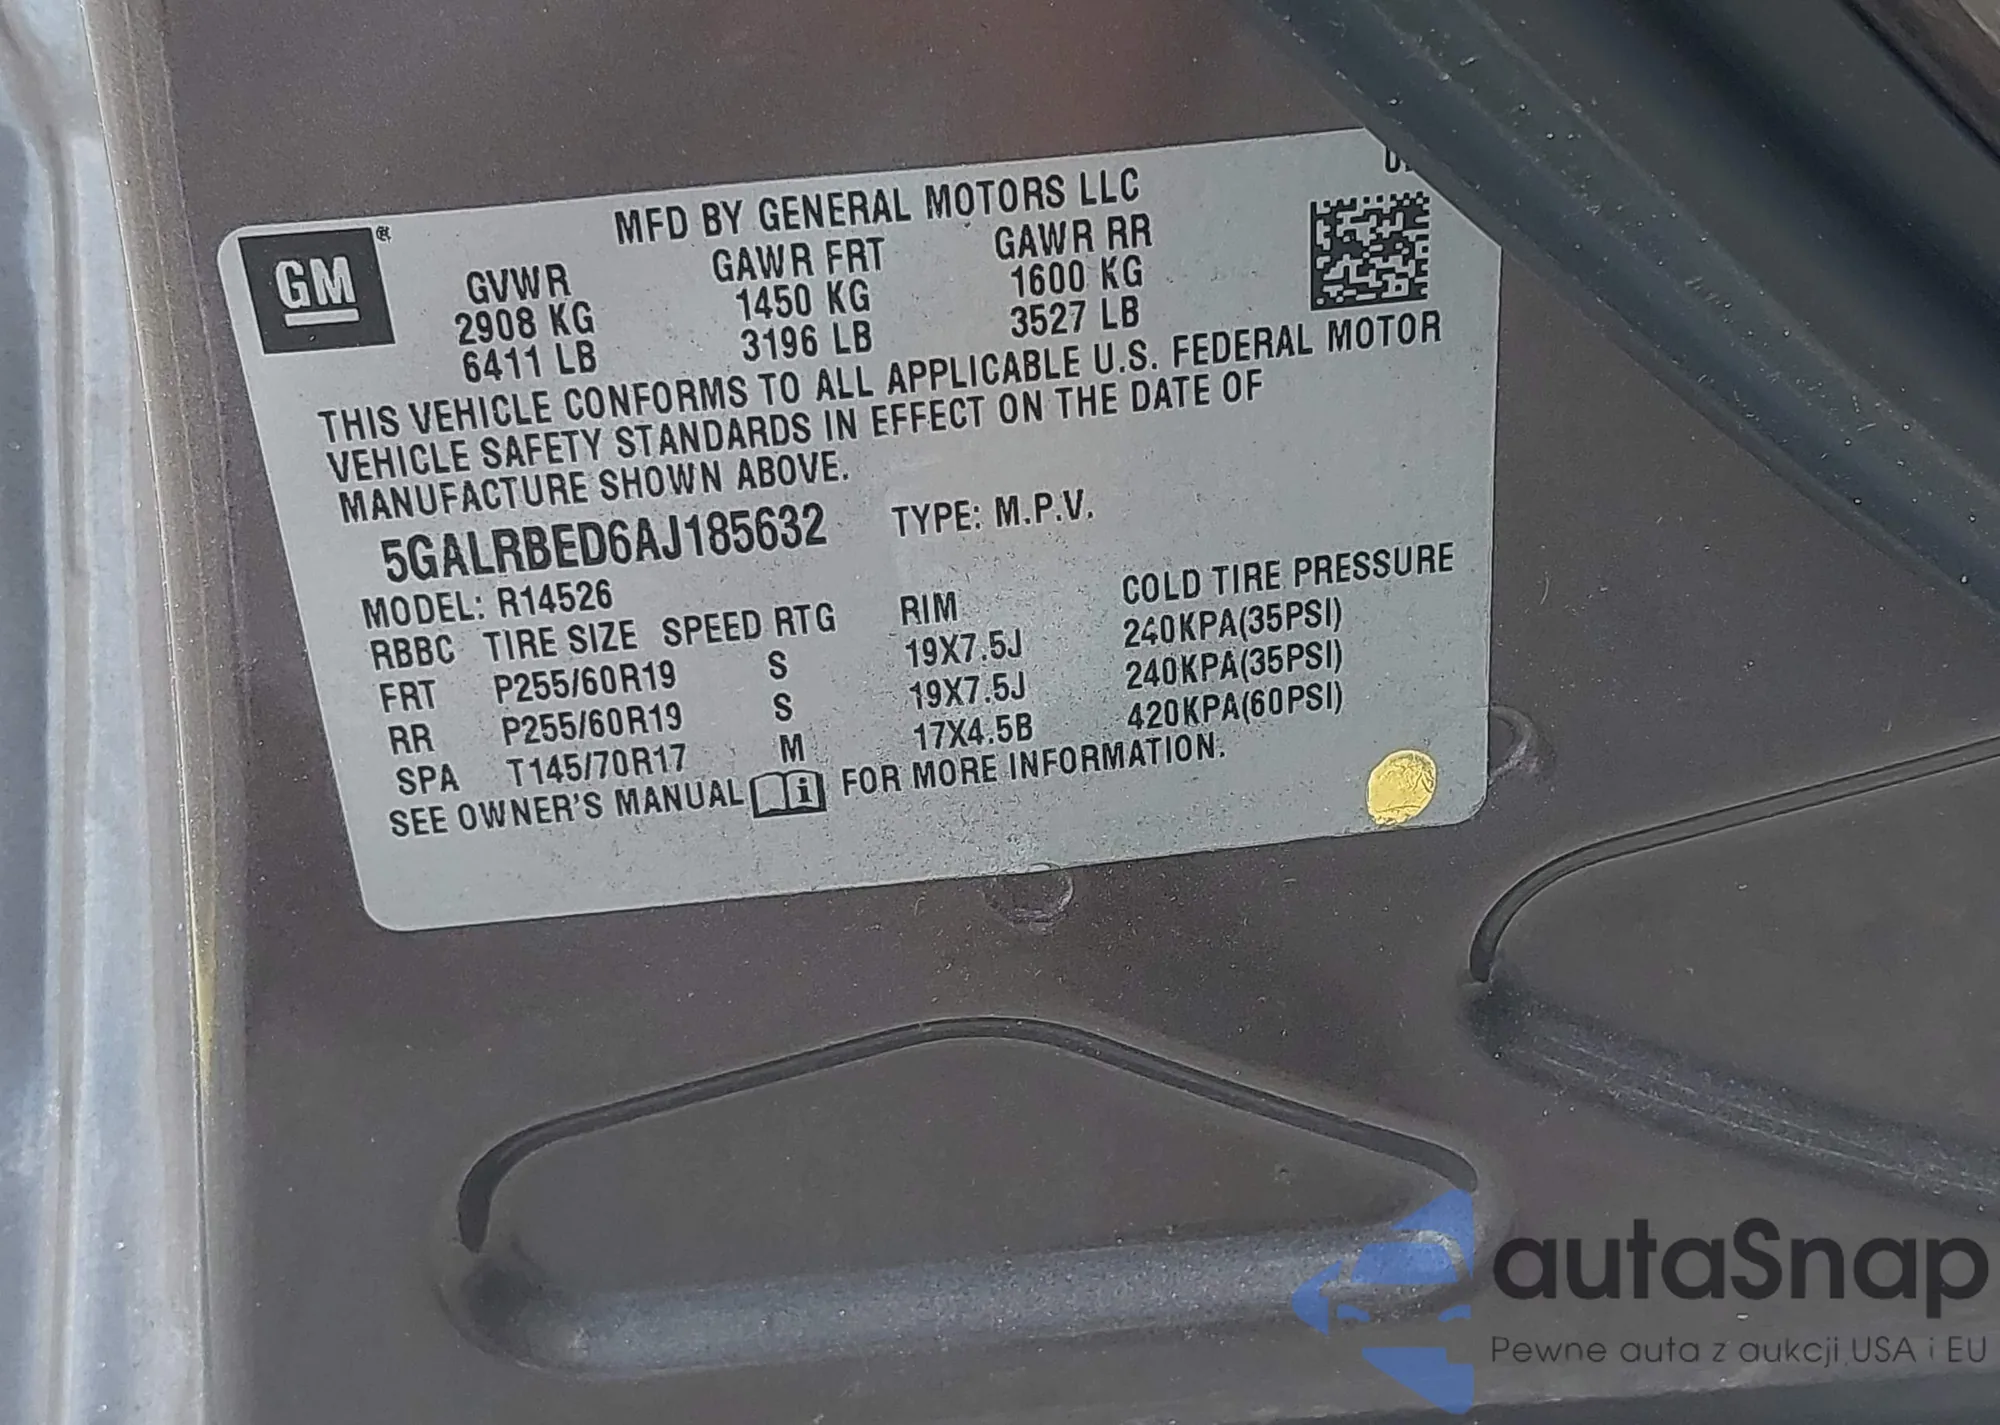 MFD BY GENERAL MOTORS LLC
GM ®
GVWR GAWR FRT GAWR RR
2908 KG 1450 KG 1600 KG
6411 LB 3196 LB 3527 LB
THIS VEHICLE CONFORMS TO ALL APPLICABLE U.S. FEDERAL MOTOR
VEHICLE SAFETY STANDARDS IN EFFECT ON THE DATE OF
MANUFACTURE SHOWN ABOVE.
5GALRBED6AJ185632 TYPE: M.P.V.
MODEL: R14526
RBBC TIRE SIZE SPEED RTG RIM COLD TIRE PRESSURE
FRT P255/60R19 S 19X7.5J 240KPA(35PSI)
RR P255/60R19 S 19X7.5J 240KPA(35PSI)
SPA T145/70R17 M 17X4.5B 420KPA(60PSI)
SEE OWNER'S MANUAL FOR MORE INFORMATION.
autaSnap
Pewne auta z aukcji USA i EU